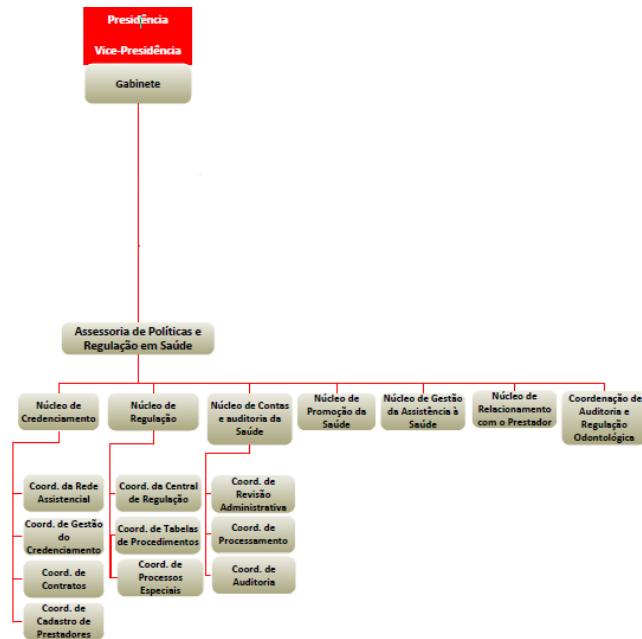 Presidência
Vice-Presidência
Gabinete
Assessoria de Políticas e
Regulação em Saúde
Núcleo de
Credenciamento
Núcleo de
Regulação
Núcleo de Contas
e auditoria da
Saúde
Núcleo de
Promoção da
Saúde
Núcleo de Gestão
da Assistência à
Saúde
Núcleo de
Relacionamento
com o Prestador
Coordenação de
Auditoria e
Regulação
Odontológica
Coord. da Rede
Assistencial
Coord. de Gestão
do
Credenciamento
Coord. de
Contratos
Coord. de
Cadastro de
Prestadores
Coord. da Central
de Regulação
Coord. de Tabelas
de Procedimentos
Coord. de
Processos
Especiais
Coord. de
Revisão
Administrativa
Coord. de
Processamento
Coord. de
Auditoria